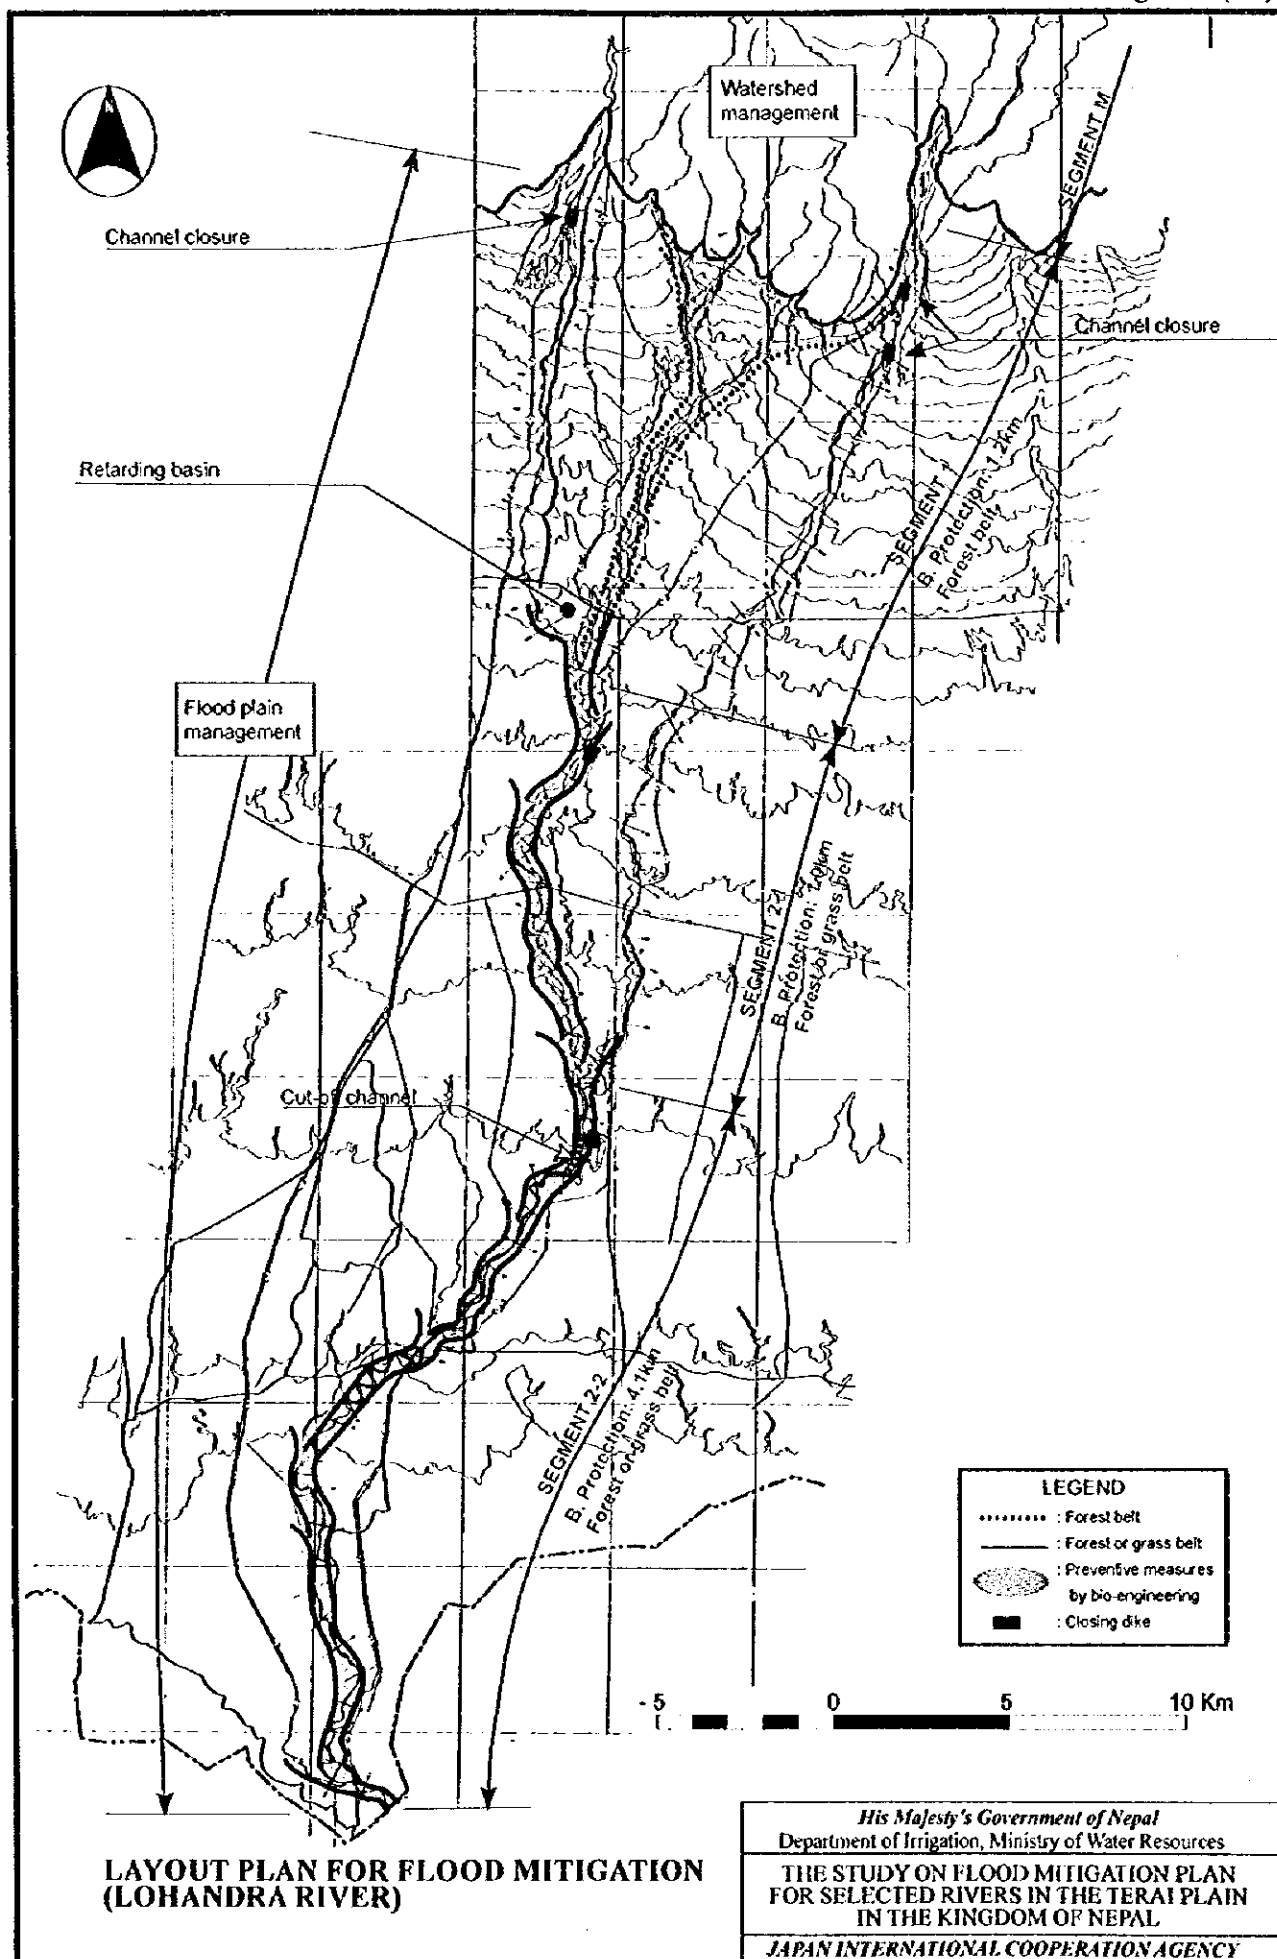 N
Watershed
management
SEGMENT M
Channel closure
Channel closure
SEGMENT
B. Protection: 1.2km
Forest belt
Retarding basin
Flood plain
management
SEGMENT 2-1
B. Protection:
Forest or grass belt
Cut-off channel
SEGMENT 2-2
B. Protection: 4.1km
Forest or grass belt
LEGEND
: Forest belt
: Forest or grass belt
: Preventive measures
by bio-engineering
: Closing dike
- 5 0 5 10 Km
LAYOUT PLAN FOR FLOOD MITIGATION
(LOHANDRA RIVER)
His Majesty's Government of Nepal
Department of Irrigation, Ministry of Water Resources
THE STUDY ON FLOOD MITIGATION PLAN
FOR SELECTED RIVERS IN THE TERAI PLAIN
IN THE KINGDOM OF NEPAL
JAPAN INTERNATIONAL COOPERATION AGENCY